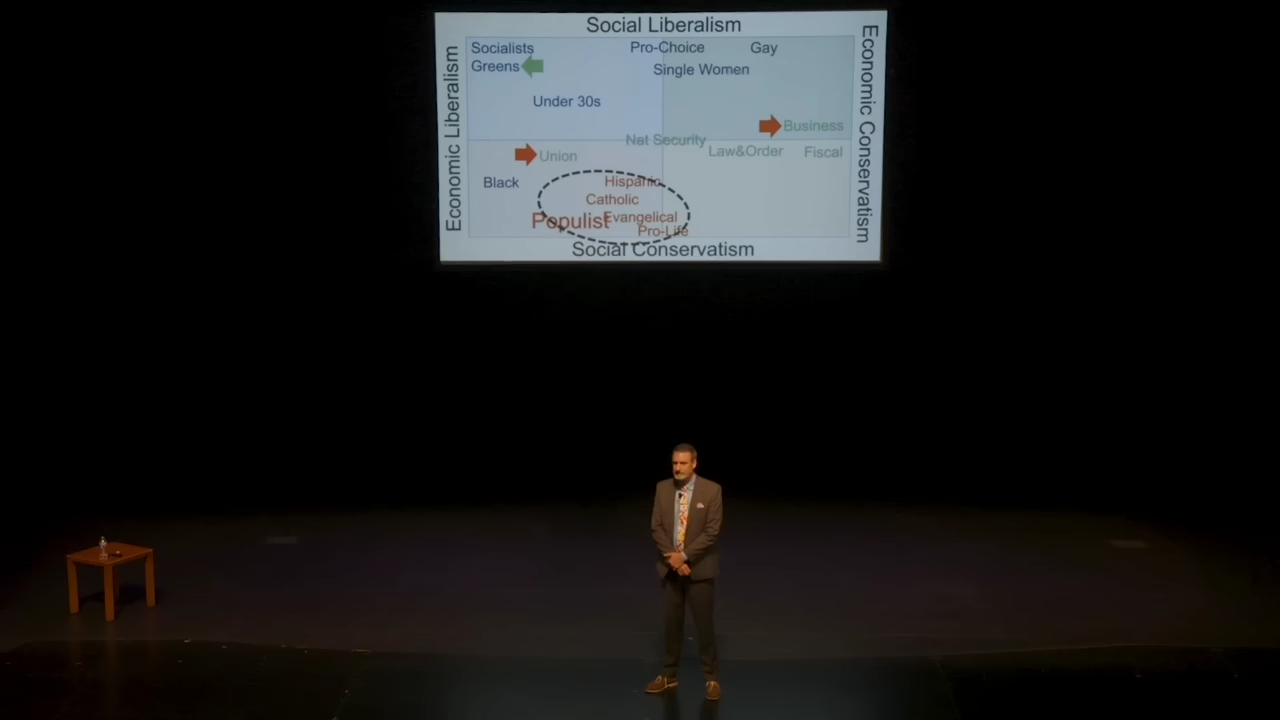 Social Liberalism
Economic Liberalism
Economic Conservatism
Socialists
Pro-Choice
Gay
Greens
Single Women
Under 30s
Business
Nat Security
Law&Order
Fiscal
Union
Black
Hispanic
Catholic
Populist
Evangelical
Pro-Life
Social Conservatism